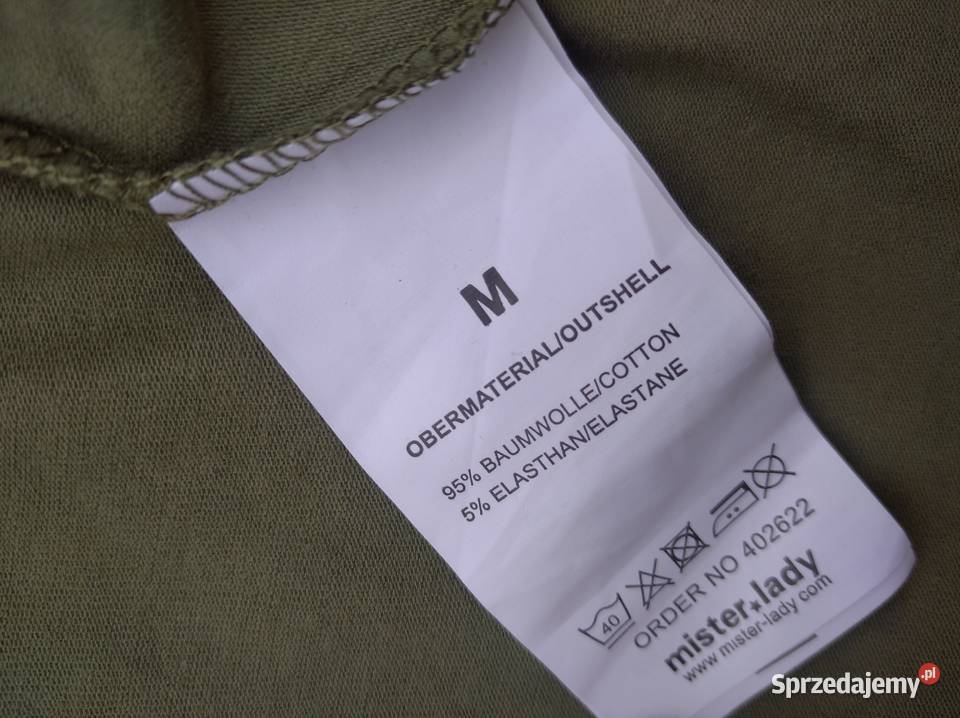 M
OBERMATERIAL/OUTSHELL
95% BAUMWOLLE/COTTON
5% ELASTHAN/ELASTANE
40
ORDER NO 402622
mister★lady
www.mister-lady.com
Sprzedajemy.pl